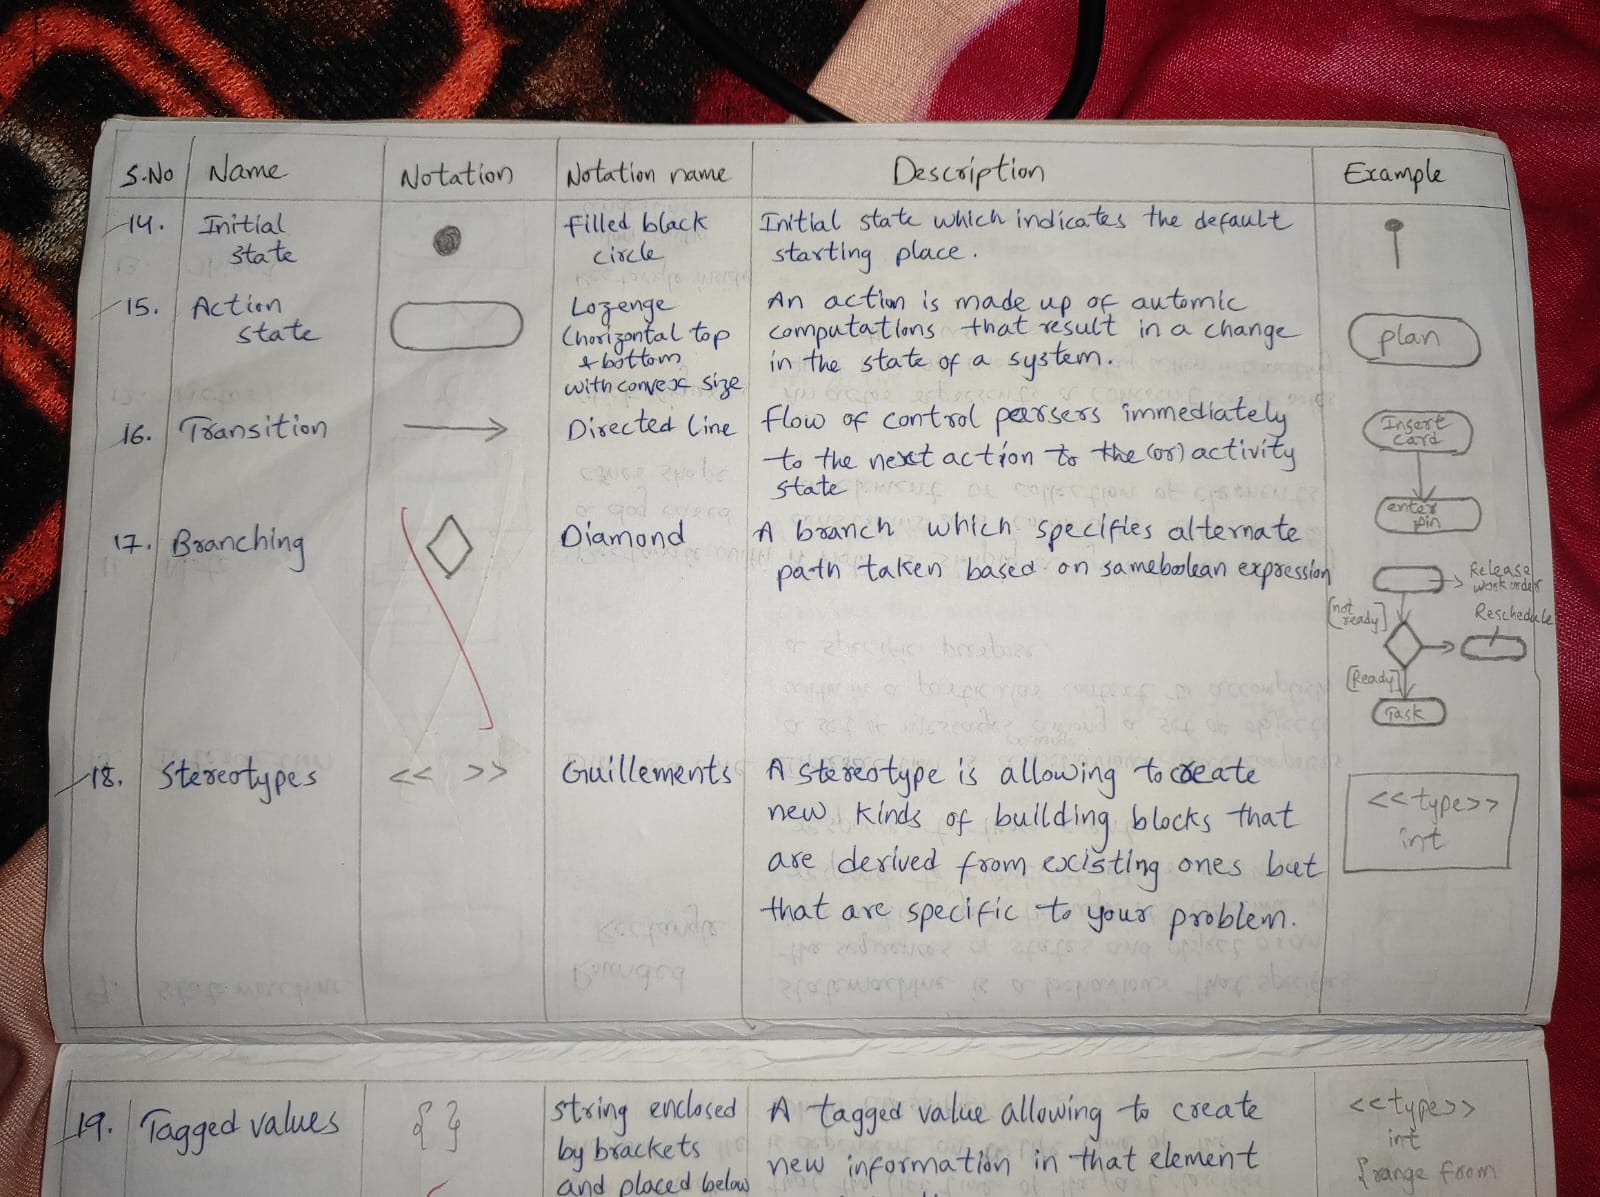 S.No Name Notation Notation name Description Example
14. Initial state filled black circle Initial state which indicates the default starting place.
15. Action state Lozenge (horizontal top & bottom with convex size An action is made up of automic computations that result in a change in the state of a system. plan
16. Transition Directed line flow of control pearsers immediately to the next action to the (or) activity state Insert card enter pin
17. Branching Diamond A branch which specifies alternate path taken based on same boolean expression Release work order [not ready] Reschedule [Ready] Task
18. Stereotypes << >> Guillements A stereotype is allowing to create new kinds of building blocks that are derived from existing ones but that are specific to your problem. <<type>> int
19. Tagged values { } string enclosed by brackets and placed below A tagged value allowing to create new information in that element <<type>> int {range from